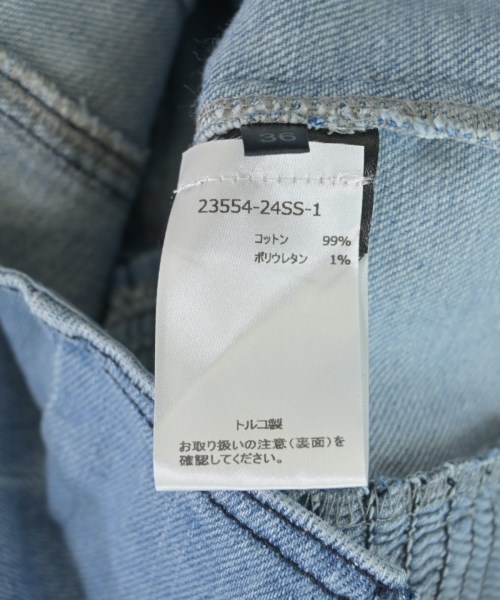 36
23554-24SS-1
コットン 99%
ポリウレタン 1%
トルコ製
お取り扱いの注意(裏面)を
確認してください。